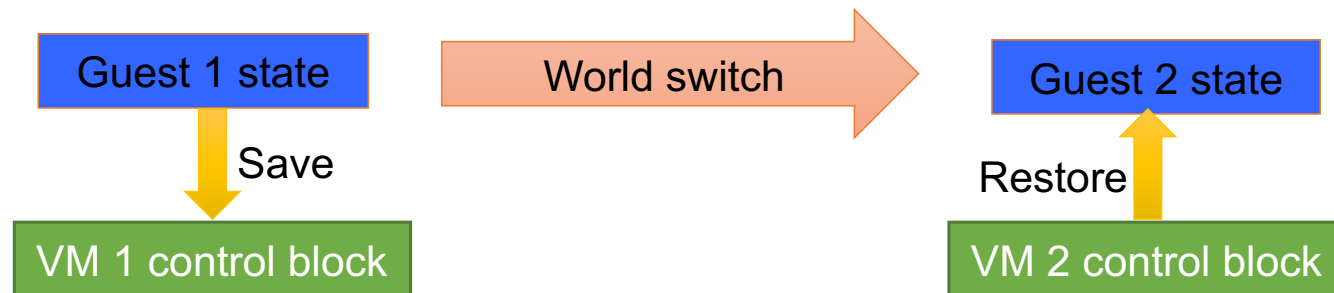 Guest 1 state
World switch
Guest 2 state
Save
Restore
VM 1 control block
VM 2 control block